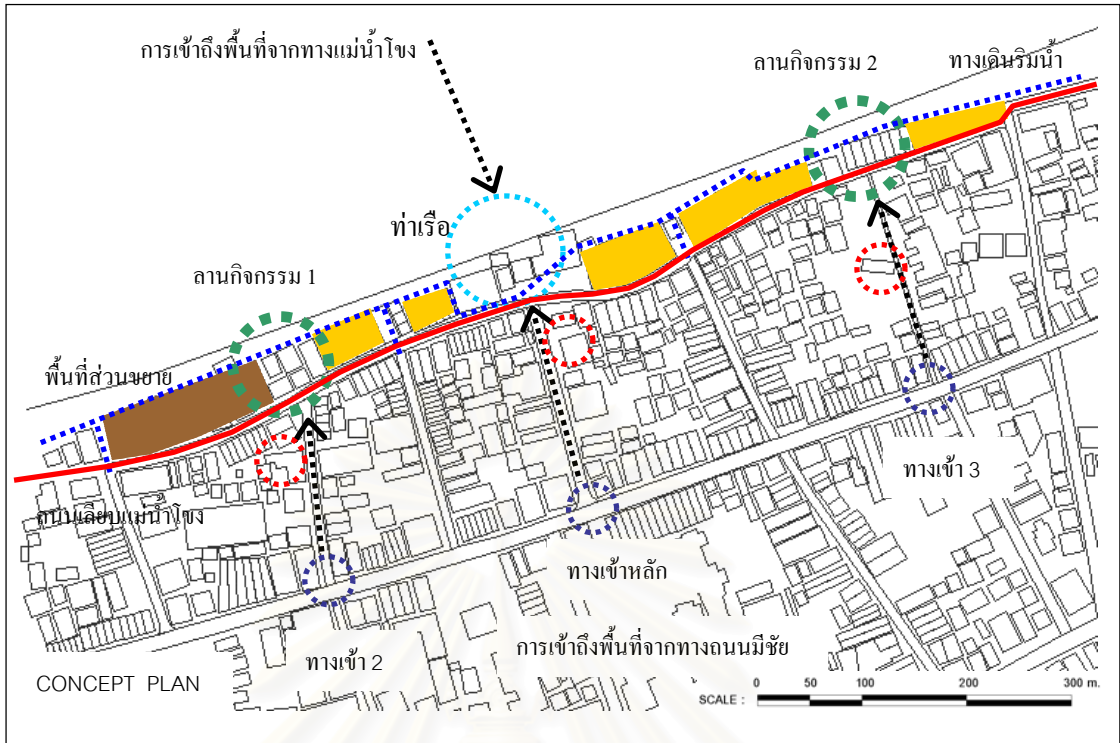 การเข้าถึงพื้นที่จากทางแม่น้ำโขง
ลานกิจกรรม 2
ทางเดินริมน้ำ
ท่าเรือ
ลานกิจกรรม 1
พื้นที่ส่วนขยาย
ถนนเลียบแม่น้ำโขง
ทางเข้า 3
ทางเข้าหลัก
ทางเข้า 2
การเข้าถึงพื้นที่จากทางถนนมีชัย
CONCEPT PLAN
SCALE : 0 50 100 200 300 m.